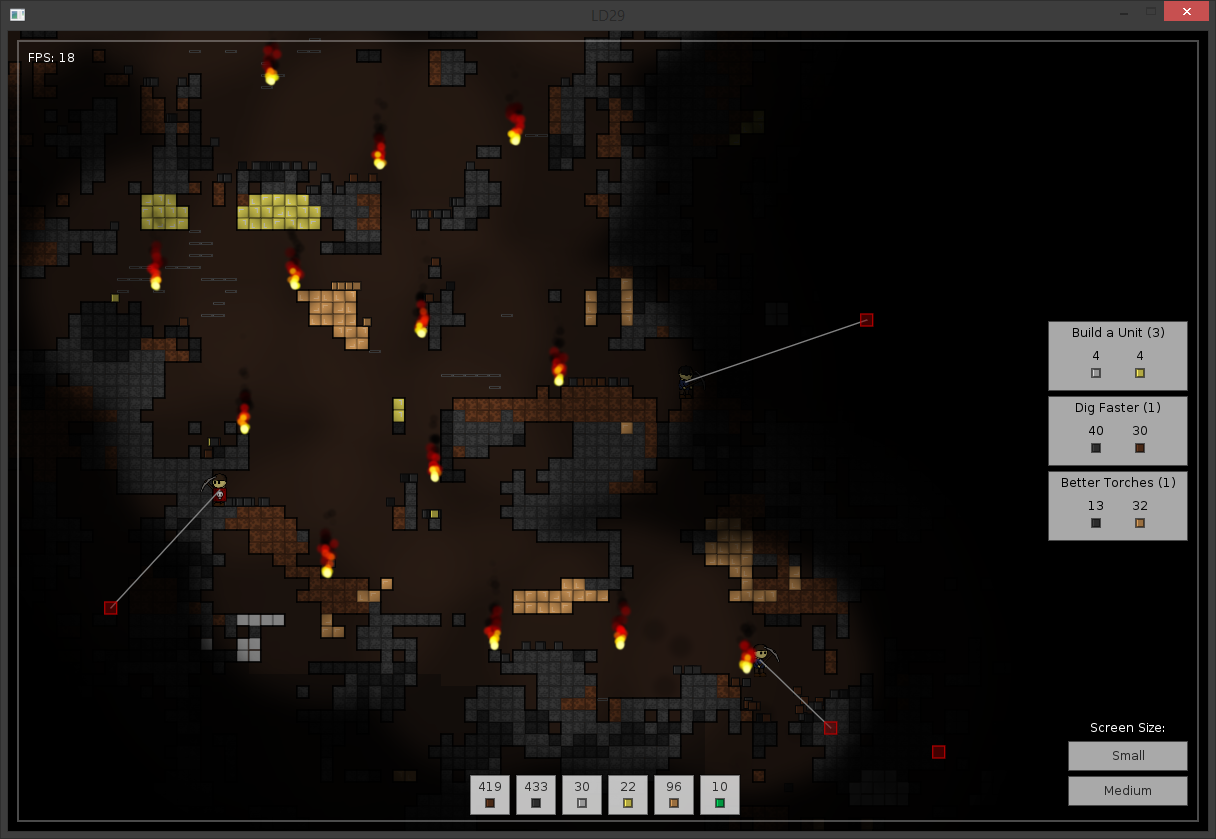 LD29
FPS: 18
Build a Unit (3)
4 4
Dig Faster (1)
40 30
Better Torches (1)
13 32
Screen Size:
Small
Medium
419 433 30 22 96 10